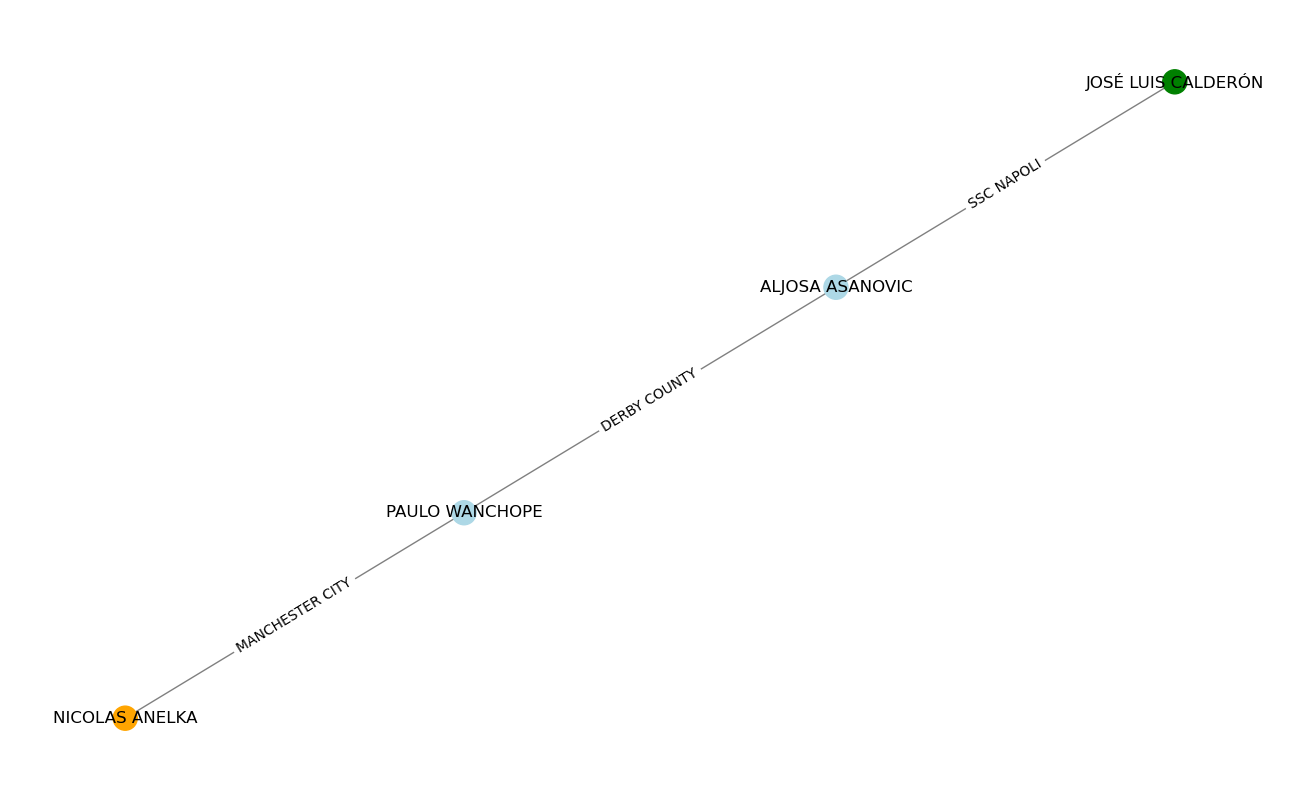 JOSÉ LUIS CALDERÓN
SSC NAPOLI
ALJOSA ASANOVIC
DERBY COUNTY
PAULO WANCHOPE
MANCHESTER CITY
NICOLAS ANELKA